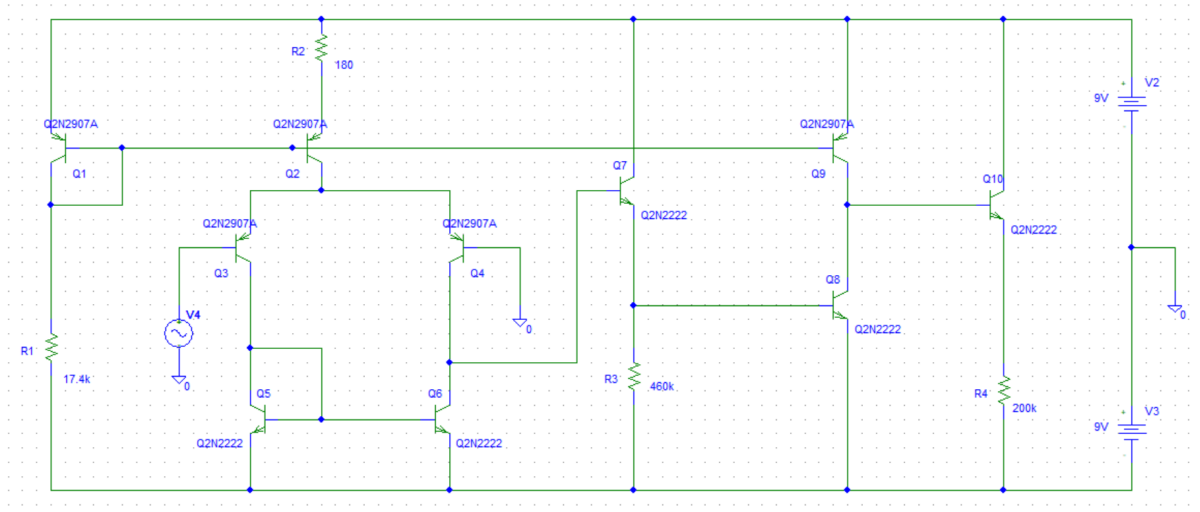 R2
180
V2
9V
Q2N2907A
Q1
Q2N2907A
Q2
Q2N2907A
Q9
Q7
Q2N2222
Q10
Q2N2222
Q2N2907A
Q3
Q2N2907A
Q4
0
0
V4
0
Q8
Q2N2222
R1
17.4k
R3
460k
R4
200k
Q5
Q2N2222
Q6
Q2N2222
V3
9V